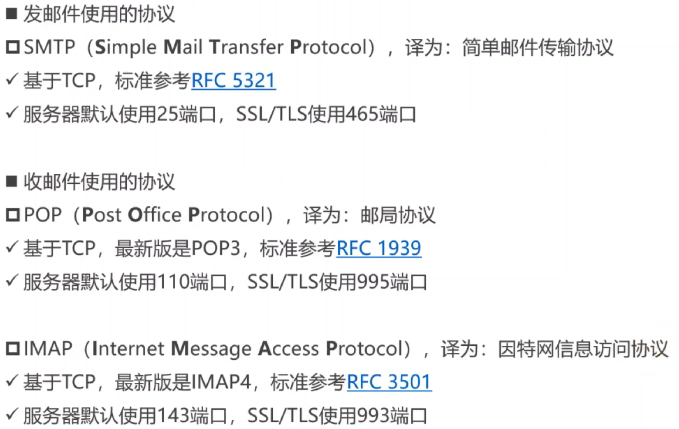 ■ 发邮件使用的协议
□ SMTP（Simple Mail Transfer Protocol），译为：简单邮件传输协议
✓ 基于TCP，标准参考RFC 5321
✓ 服务器默认使用25端口，SSL/TLS使用465端口
■ 收邮件使用的协议
□ POP（Post Office Protocol），译为：邮局协议
✓ 基于TCP，最新版是POP3，标准参考RFC 1939
✓ 服务器默认使用110端口，SSL/TLS使用995端口
□ IMAP（Internet Message Access Protocol），译为：因特网信息访问协议
✓ 基于TCP，最新版是IMAP4，标准参考RFC 3501
✓ 服务器默认使用143端口，SSL/TLS使用993端口